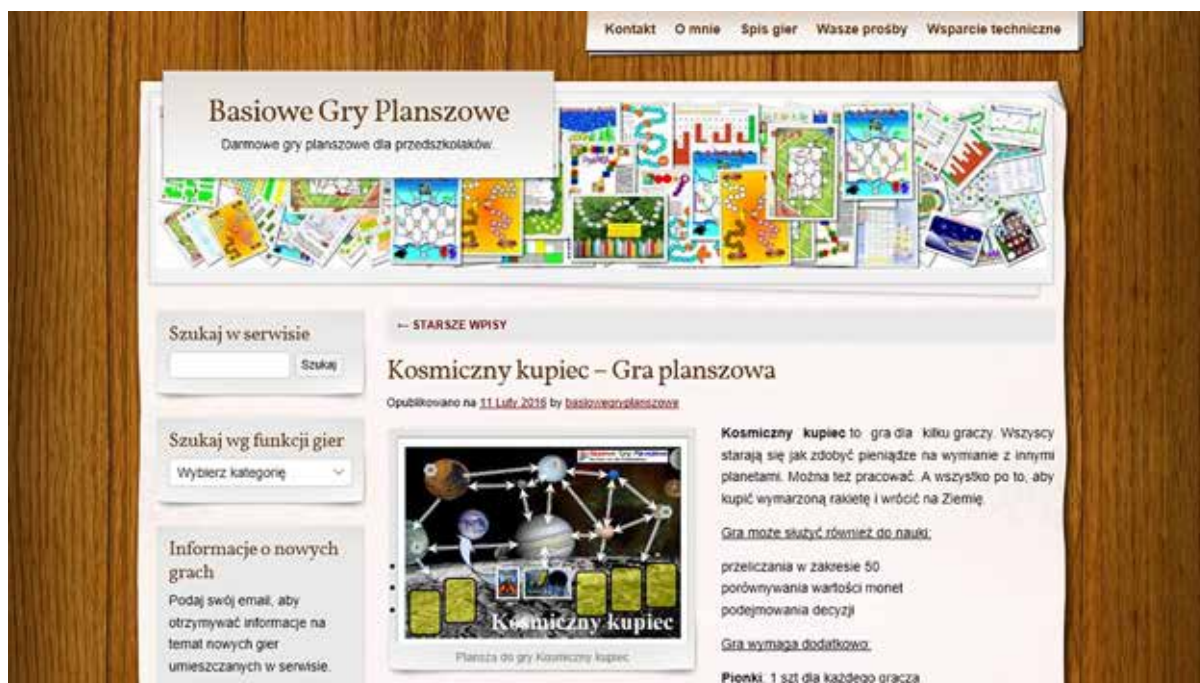 Kontakt O mnie Spis gier Wasze prośby Wsparcie techniczne
Basiowe Gry Planszowe
Darmowe gry planszowe dla przedszkolaków.
Szukaj w serwisie
Szukaj
Szukaj wg funkcji gier
Wybierz kategorię
Informacje o nowych
grach
Podaj swój email, aby
otrzymywać informacje na
temat nowych gier
umieszczanych w serwisie.
← STARSZE WPISY
Kosmiczny kupiec – Gra planszowa
Opublikowano na 11 Luty 2016 by basiowegryplanszowe
Basiowe Gry Planszowe
Kosmiczny kupiec
Plansza do gry Kosmiczny kupiec
Kosmiczny kupiec to gra dla kilku graczy. Wszyscy
starają się jak zdobyć pieniądze na wymianie z innymi
planetami. Można też pracować. A wszystko po to, aby
kupić wymarzoną rakietę i wrócić na Ziemię.
Gra może służyć również do nauki:
przeliczania w zakresie 50
porównywania wartości monet
podejmowania decyzji
Gra wymaga dodatkowo:
Pionki: 1 szt dla każdego gracza